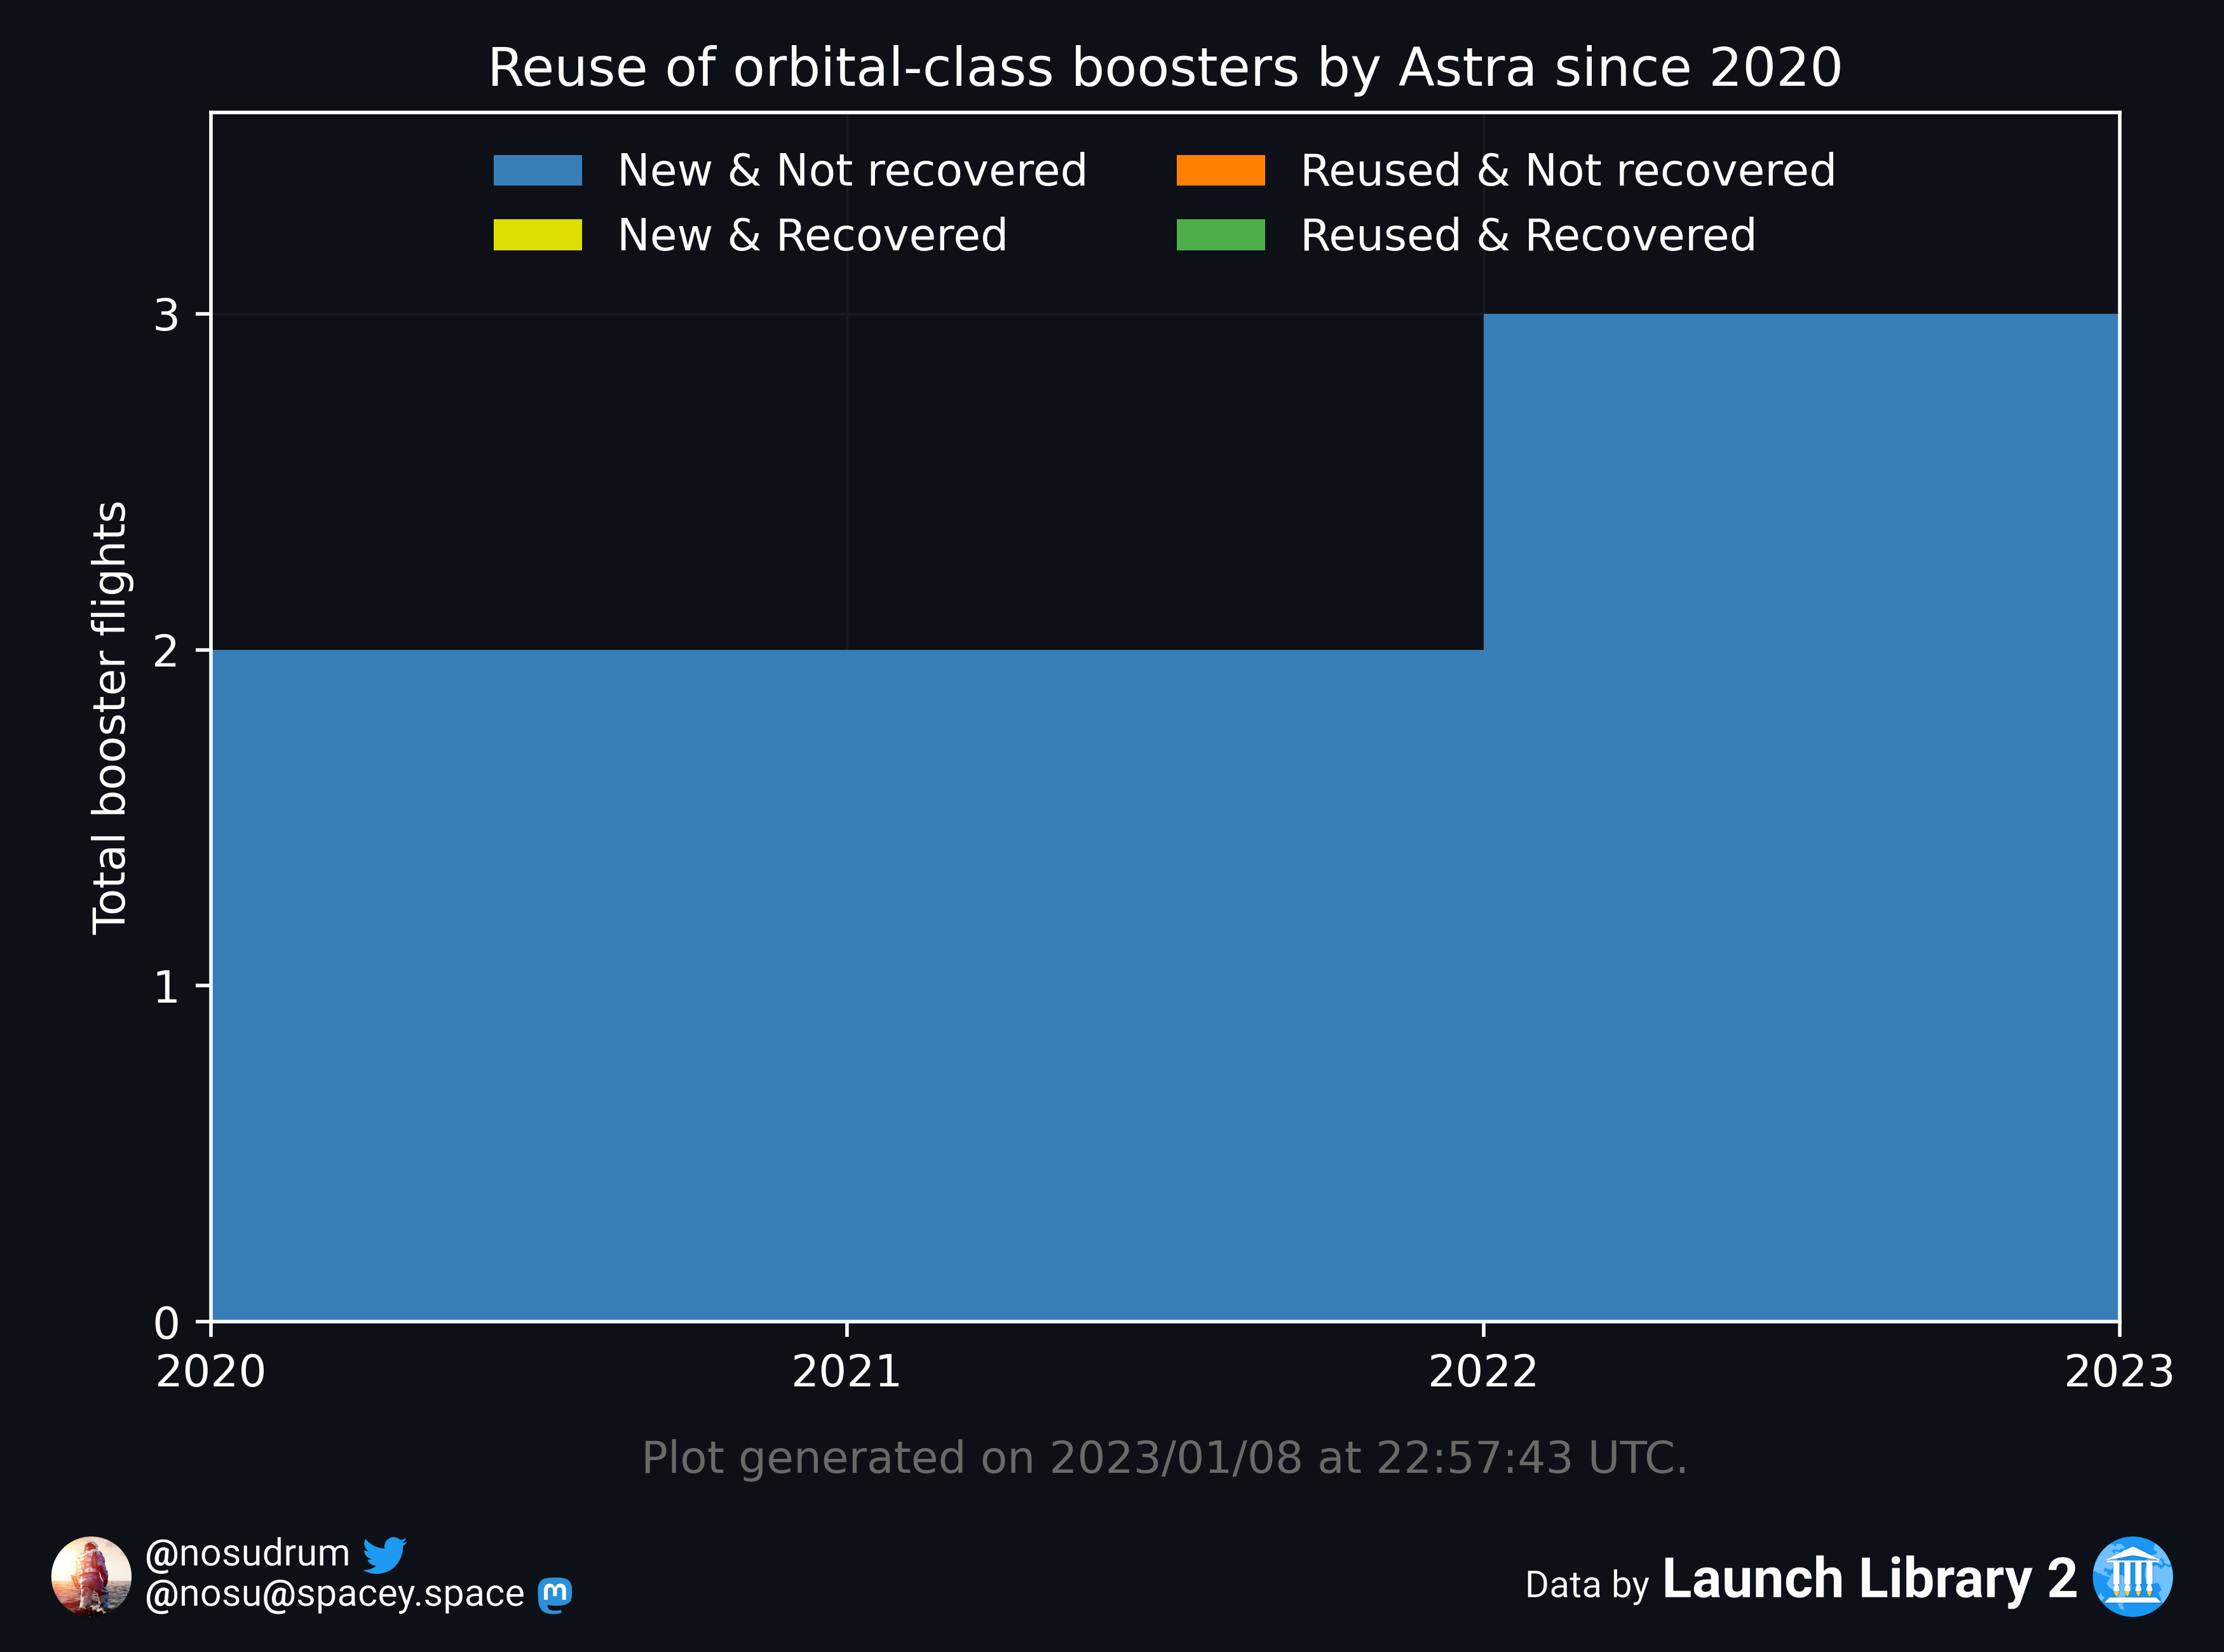 Reuse of orbital-class boosters by Astra since 2020
New & Not recovered
New & Recovered
Reused & Not recovered
Reused & Recovered
Total booster flights
3
2
1
0
2020 2021 2022 2023
Plot generated on 2023/01/08 at 22:57:43 UTC.
@nosudrum
@nosu@spacey.space
Data by Launch Library 2